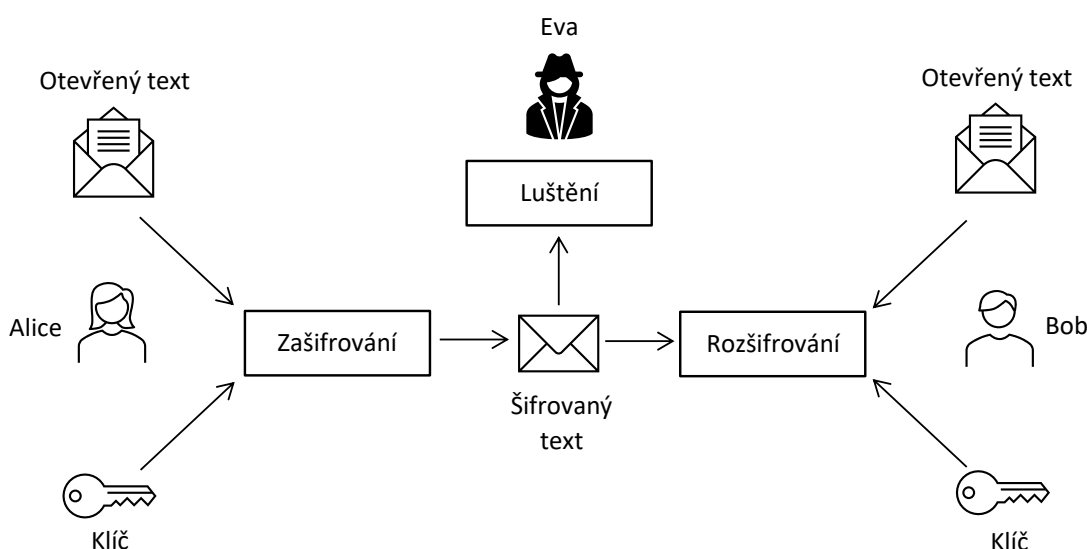 Eva
Otevřený text
Otevřený text
Luštění
Alice
Zašifrování
Rozšifrování
Bob
Šifrovaný
text
Klíč
Klíč